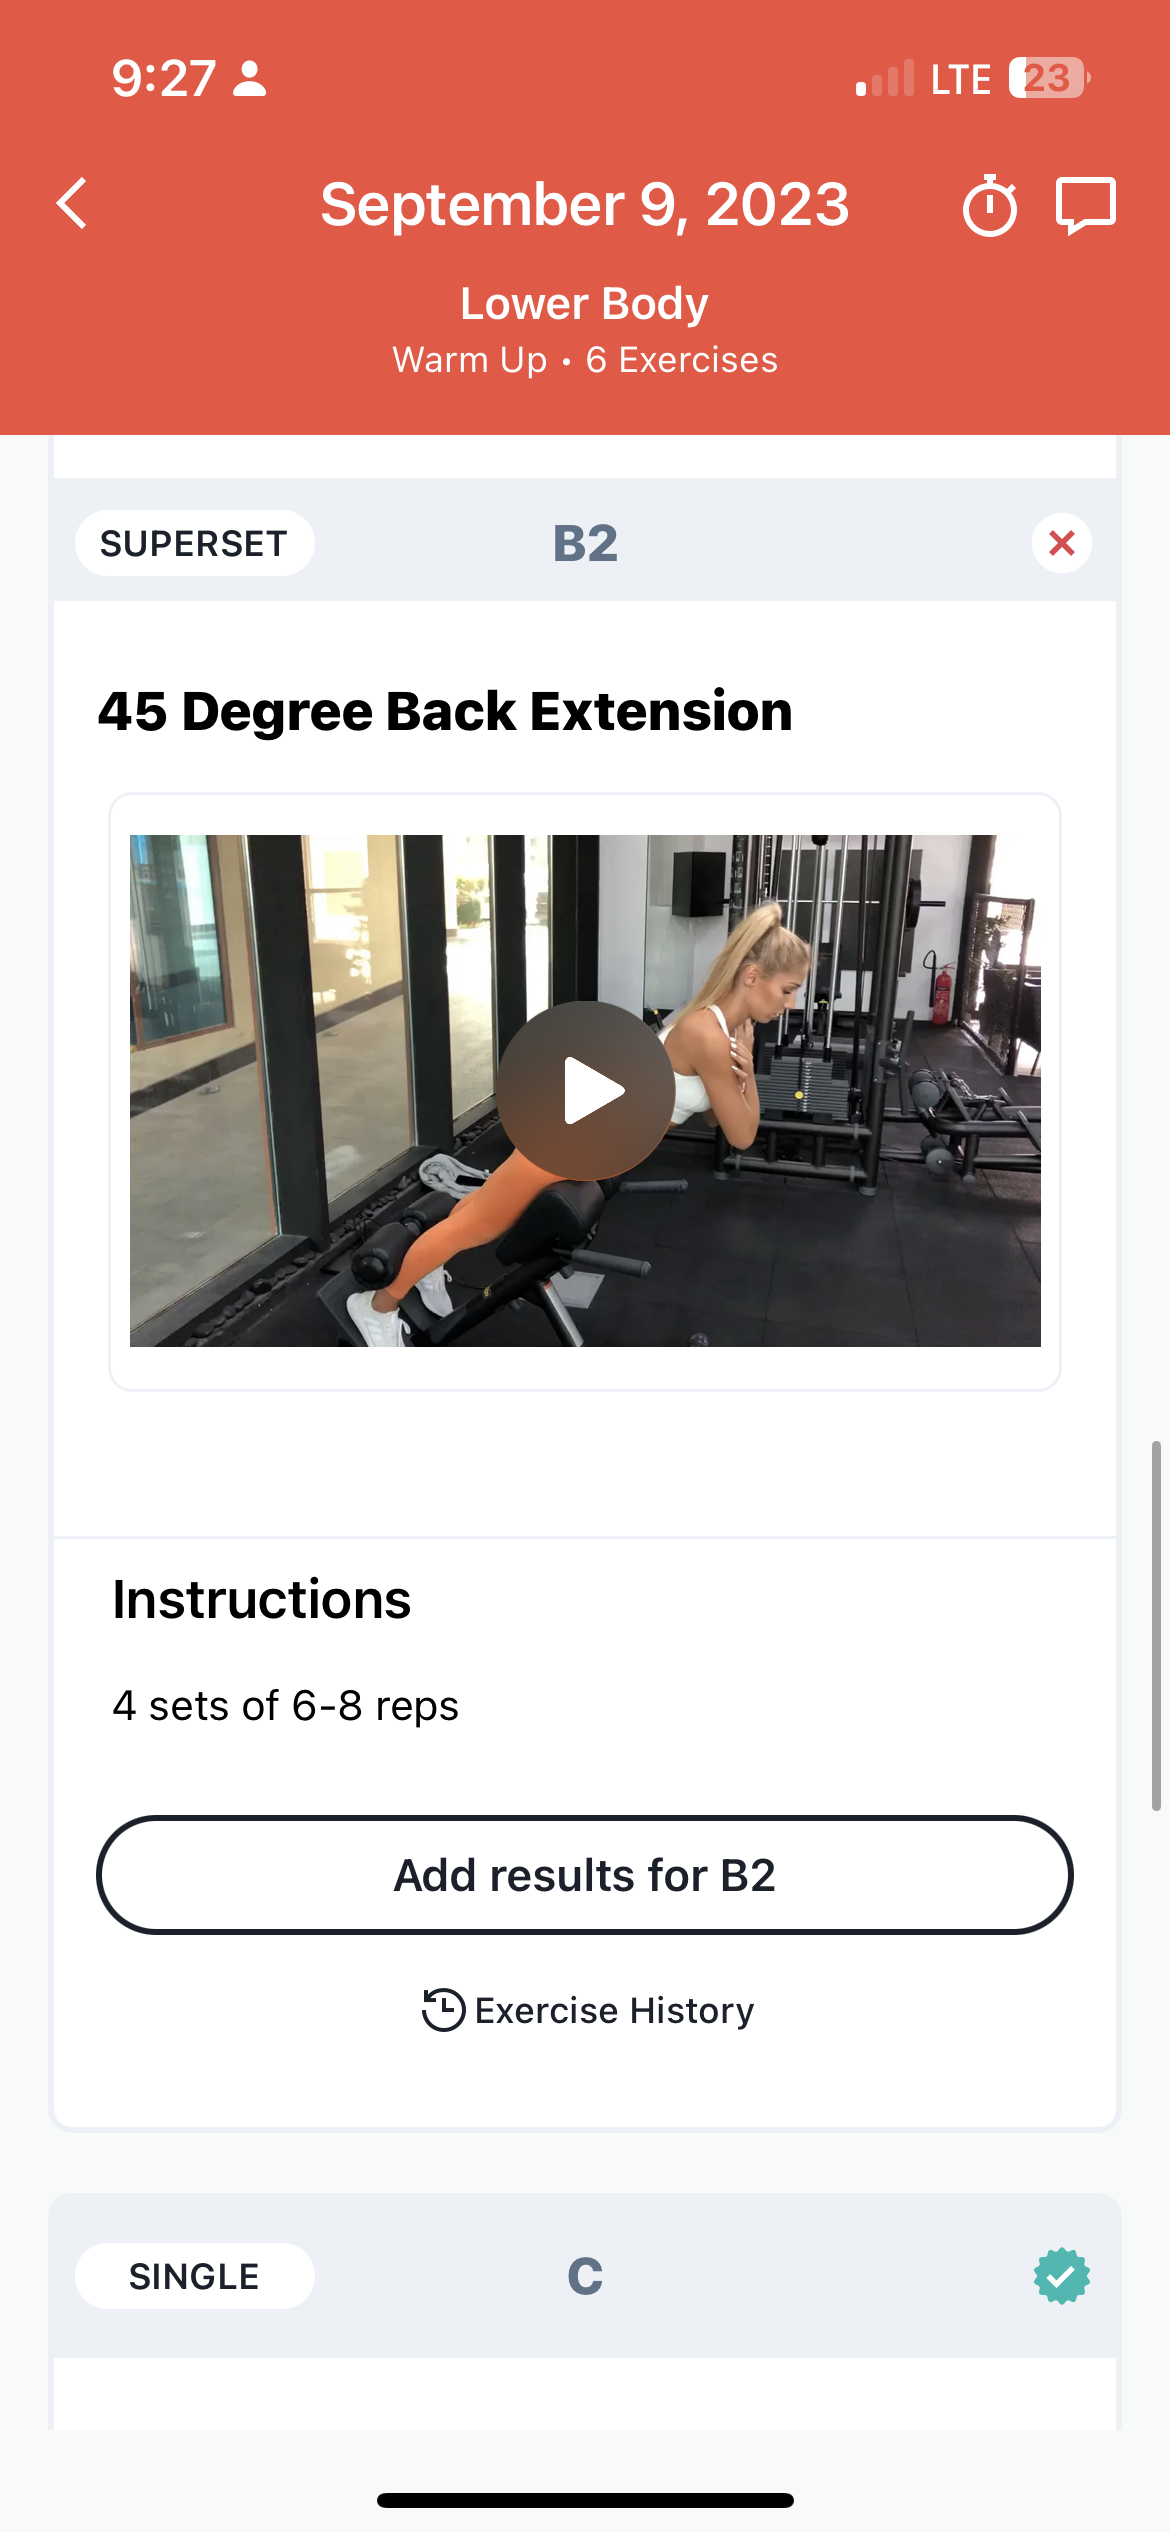 9:27
LTE
23
September 9, 2023
Lower Body
Warm Up • 6 Exercises
SUPERSET
B2
45 Degree Back Extension
Instructions
4 sets of 6-8 reps
Add results for B2
Exercise History
SINGLE
C